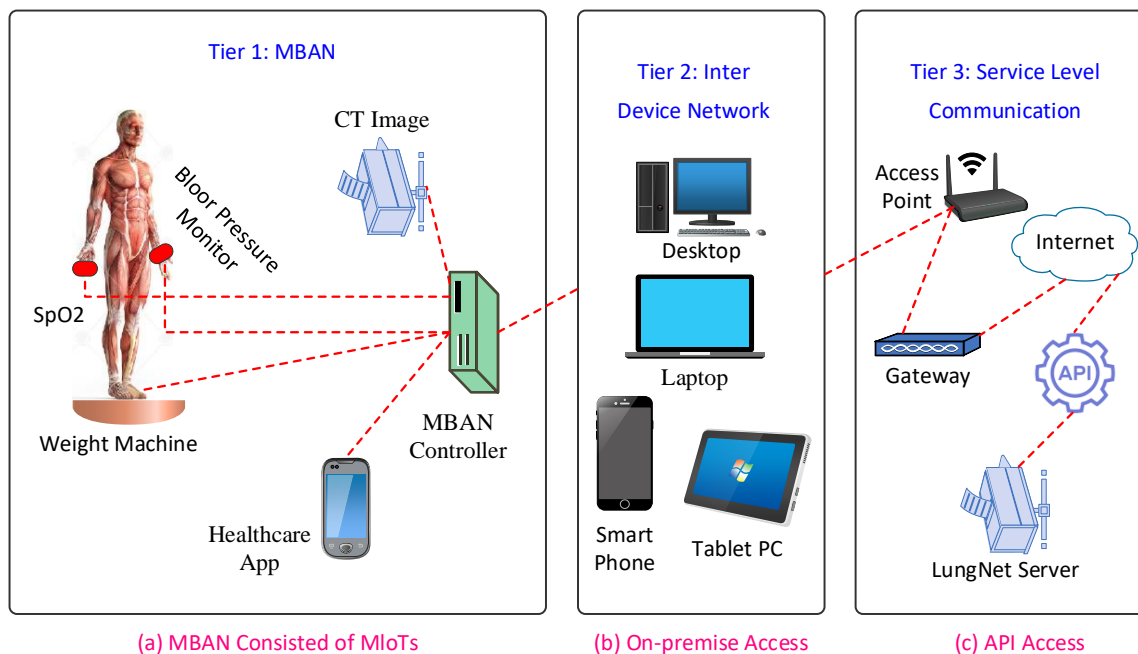 Tier 1: MBAN
CT Image
Bloor Pressure
Monitor
SpO2
Weight Machine
MBAN
Controller
Healthcare
App
(a) MBAN Consisted of MIoTs
Tier 2: Inter
Device Network
Desktop
Laptop
Smart
Phone
Tablet PC
(b) On-premise Access
Tier 3: Service Level
Communication
Access
Point
Internet
Gateway
API
LungNet Server
(c) API Access